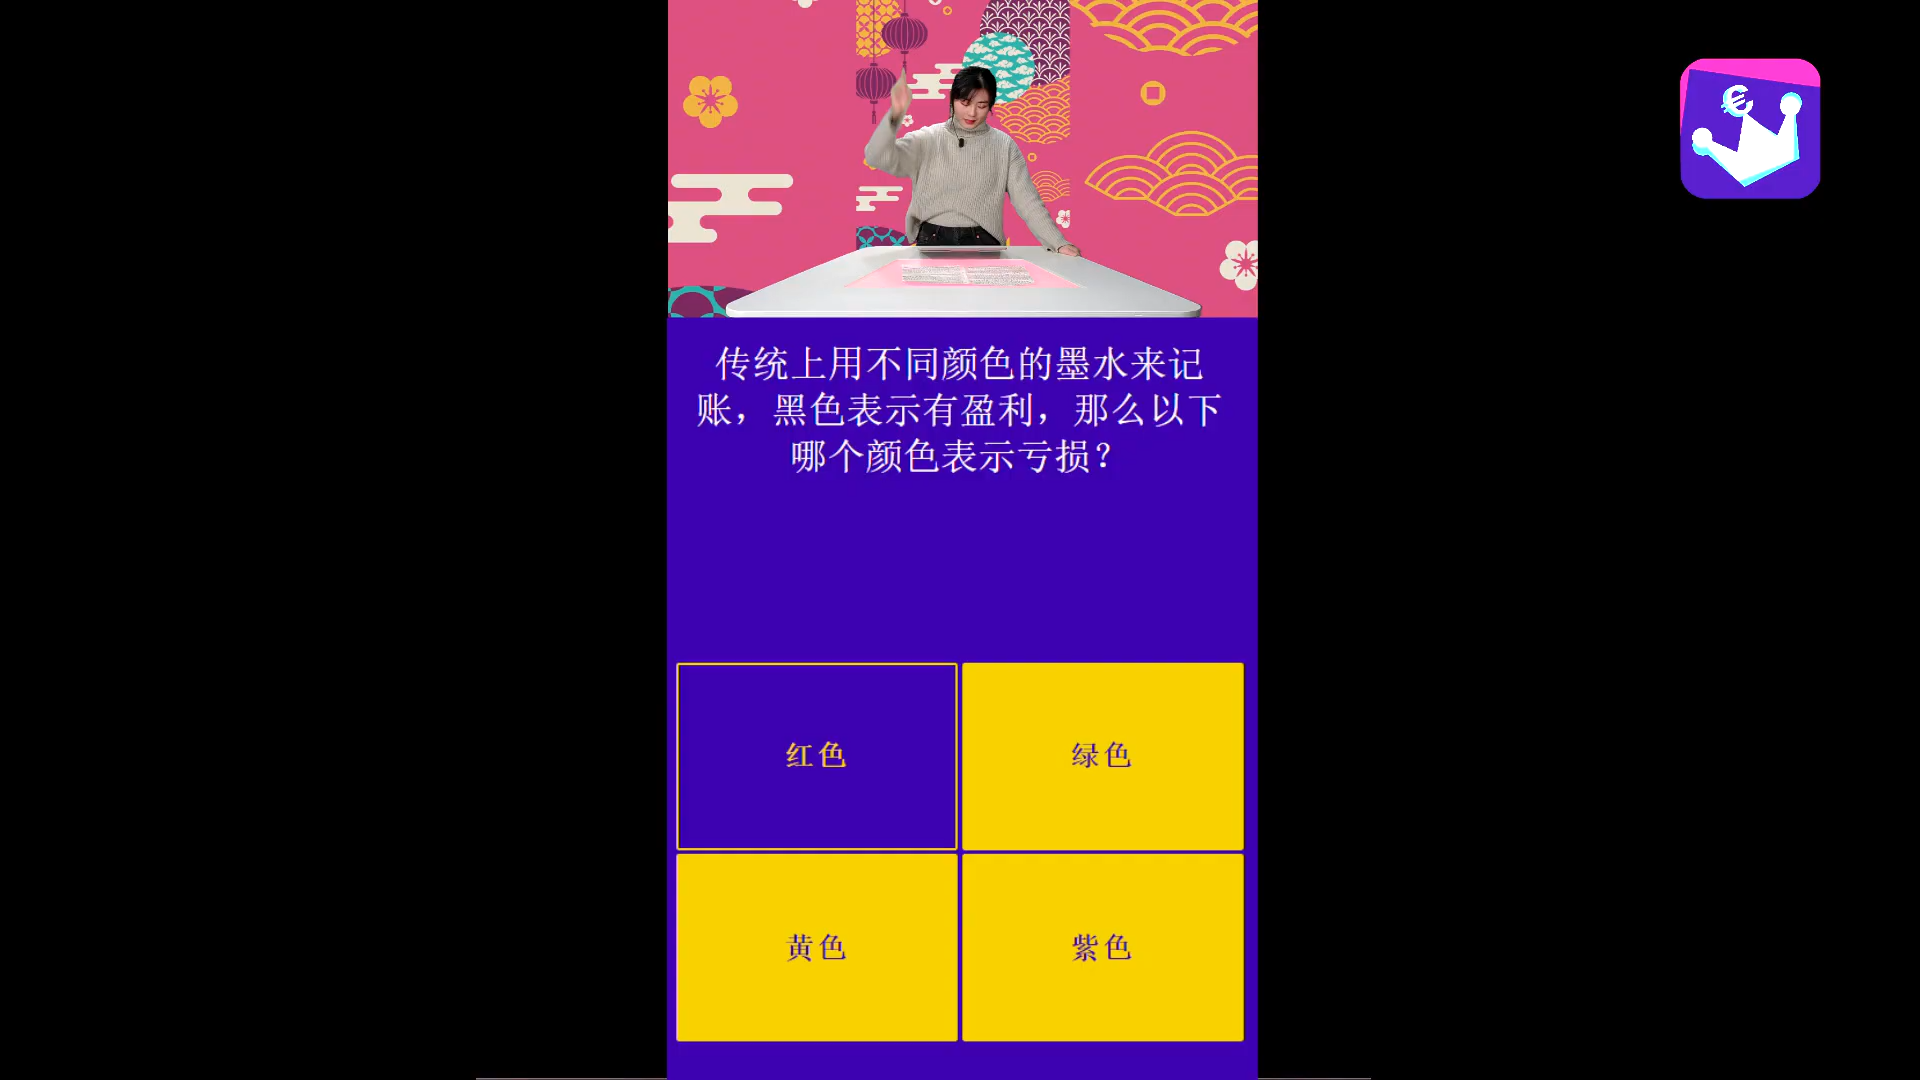 传统上用不同颜色的墨水来记
账，黑色表示有盈利，那么以下
哪个颜色表示亏损？
红色
绿色
黄色
紫色